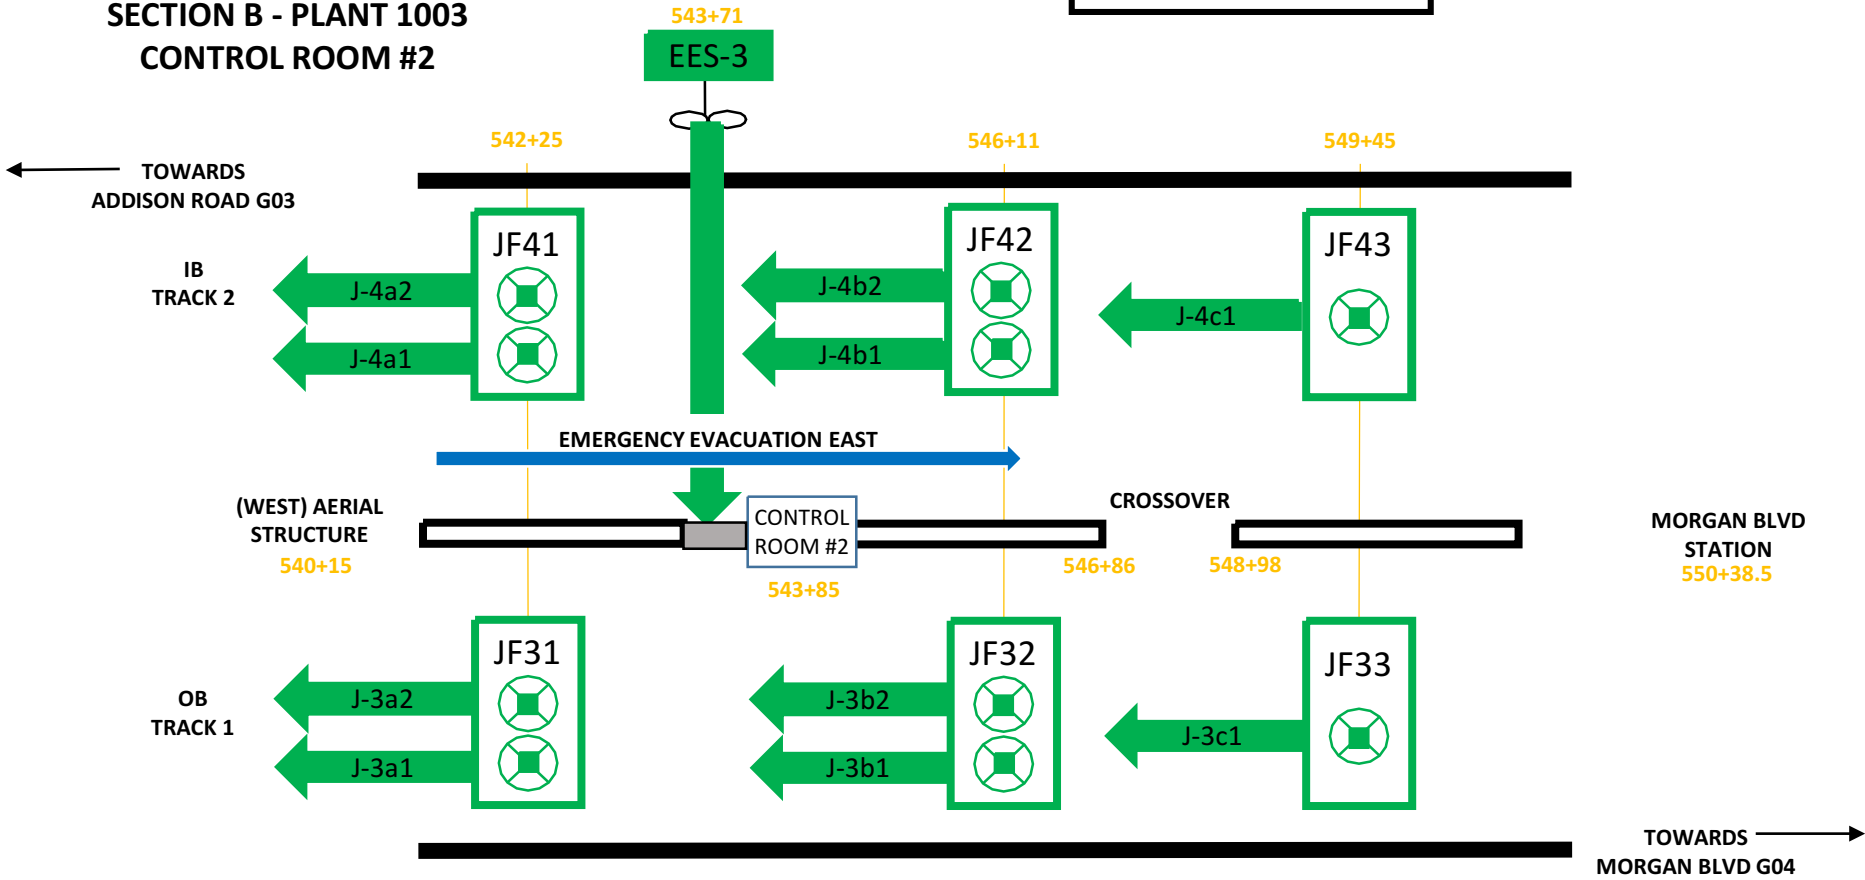 SECTION B - PLANT 1003
CONTROL ROOM #2
543+71
EES-3
542+25
546+11
549+45
TOWARDS
ADDISON ROAD G03
JF41
JF42
JF43
IB
TRACK 2
J-4a2
J-4b2
J-4c1
J-4a1
J-4b1
EMERGENCY EVACUATION EAST
(WEST) AERIAL
STRUCTURE
540+15
CONTROL
ROOM #2
543+85
CROSSOVER
546+86
548+98
MORGAN BLVD
STATION
550+38.5
JF31
JF32
JF33
OB
TRACK 1
J-3a2
J-3b2
J-3c1
J-3a1
J-3b1
TOWARDS
MORGAN BLVD G04